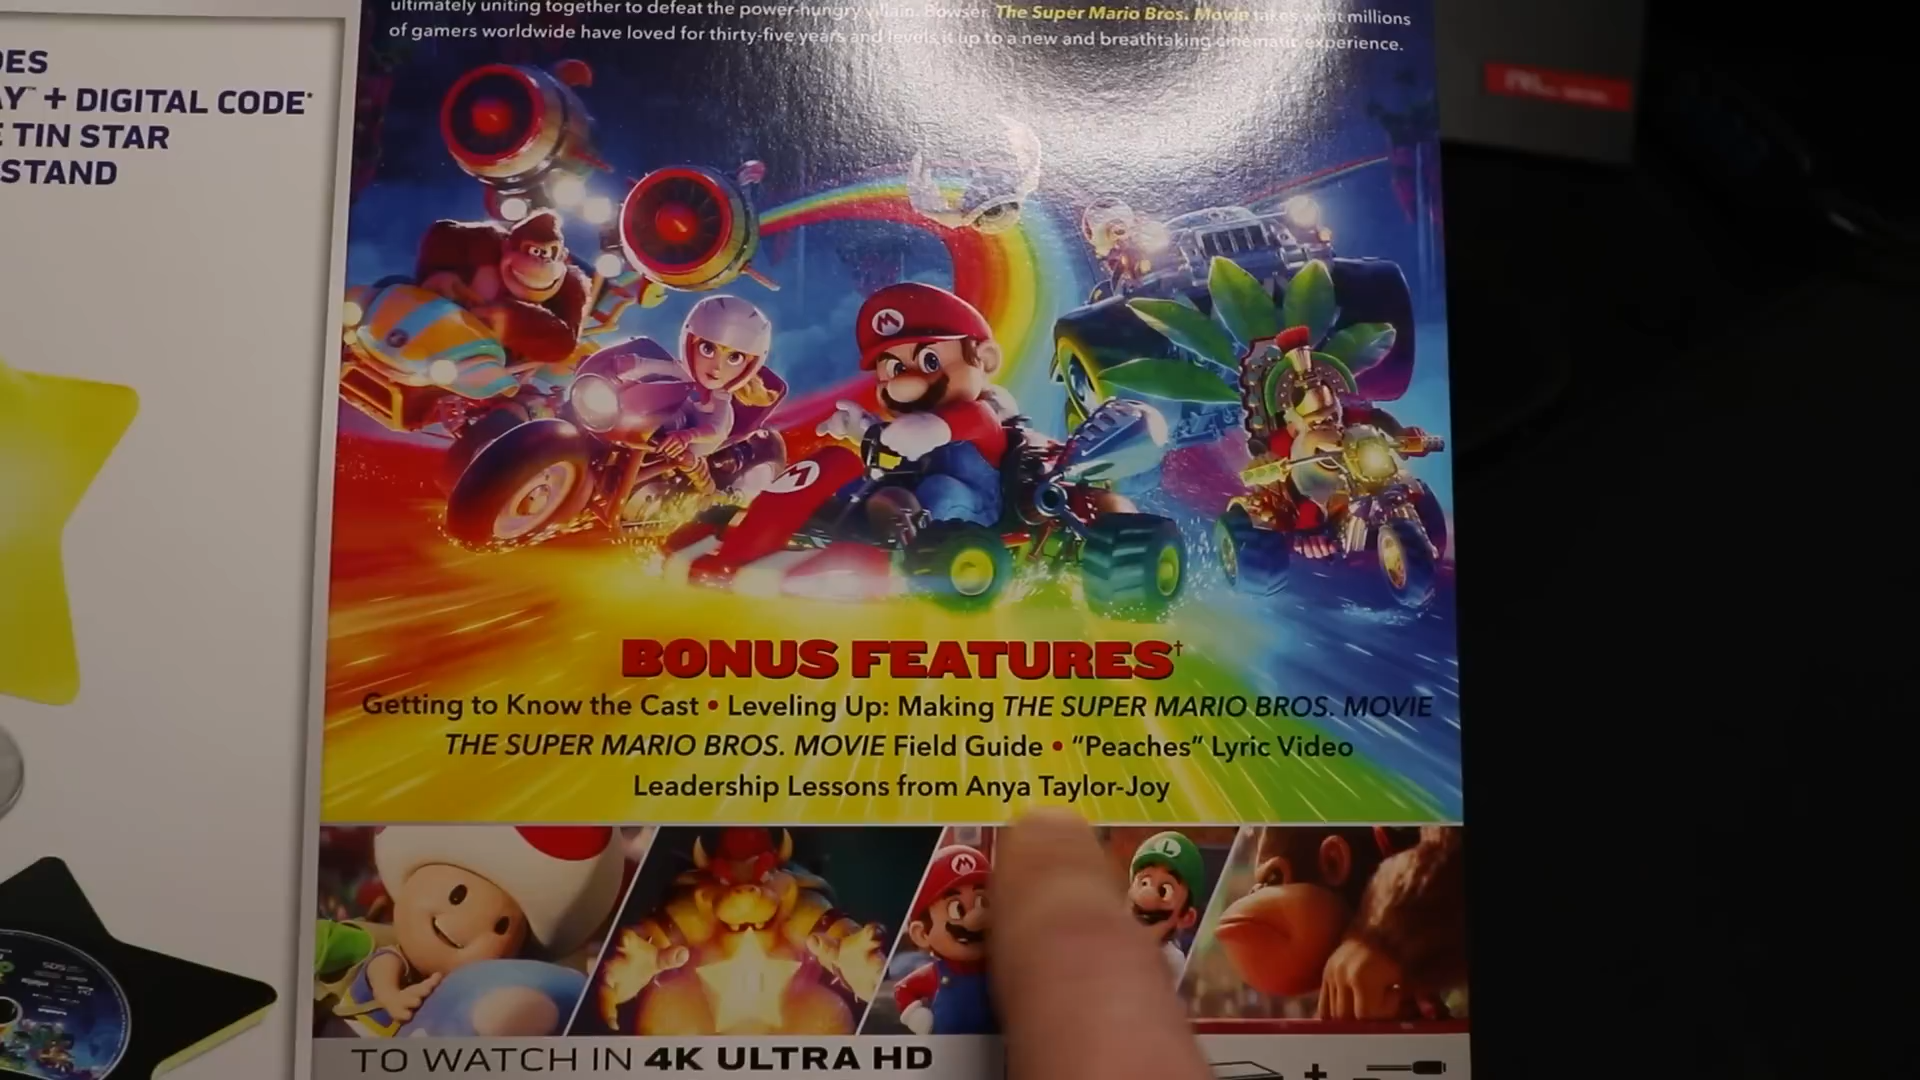 ultimately uniting together to defeat the power-hungry villain, Bowser. The Super Mario Bros. Movie takes what millions
of gamers worldwide have loved for thirty-five years and levels it up to a new and breathtaking cinematic experience.
DES
AY™ + DIGITAL CODE*
E TIN STAR
STAND
M
M
BONUS FEATURES†
Getting to Know the Cast • Leveling Up: Making THE SUPER MARIO BROS. MOVIE
THE SUPER MARIO BROS. MOVIE Field Guide • “Peaches” Lyric Video
Leadership Lessons from Anya Taylor-Joy
M
L
TO WATCH IN 4K ULTRA HD
+